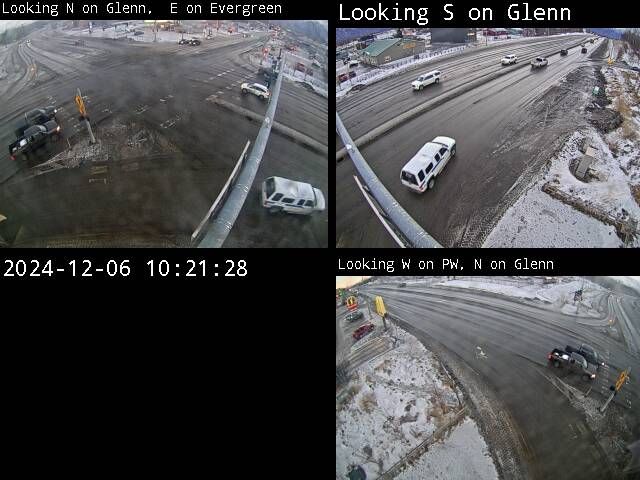 Looking N on Glenn,  E on Evergreen
Looking S on Glenn
2024-12-06 10:21:28
Looking W on PW, N on Glenn